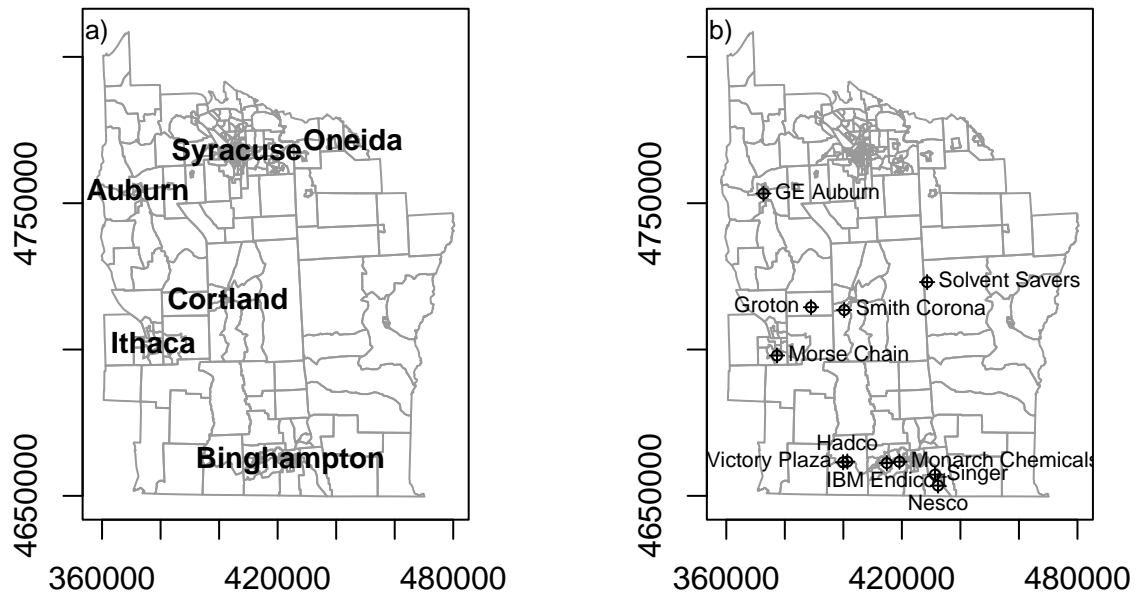 a)
Oneida
Syracuse
Auburn
Cortland
Ithaca
Binghampton
4750000
4650000
360000 420000 480000
b)
GE Auburn
Solvent Savers
Groton
Smith Corona
Morse Chain
Hadco
Victory Plaza
Monarch Chemicals
IBM Endicott
Singer
Nesco
4750000
4650000
360000 420000 480000